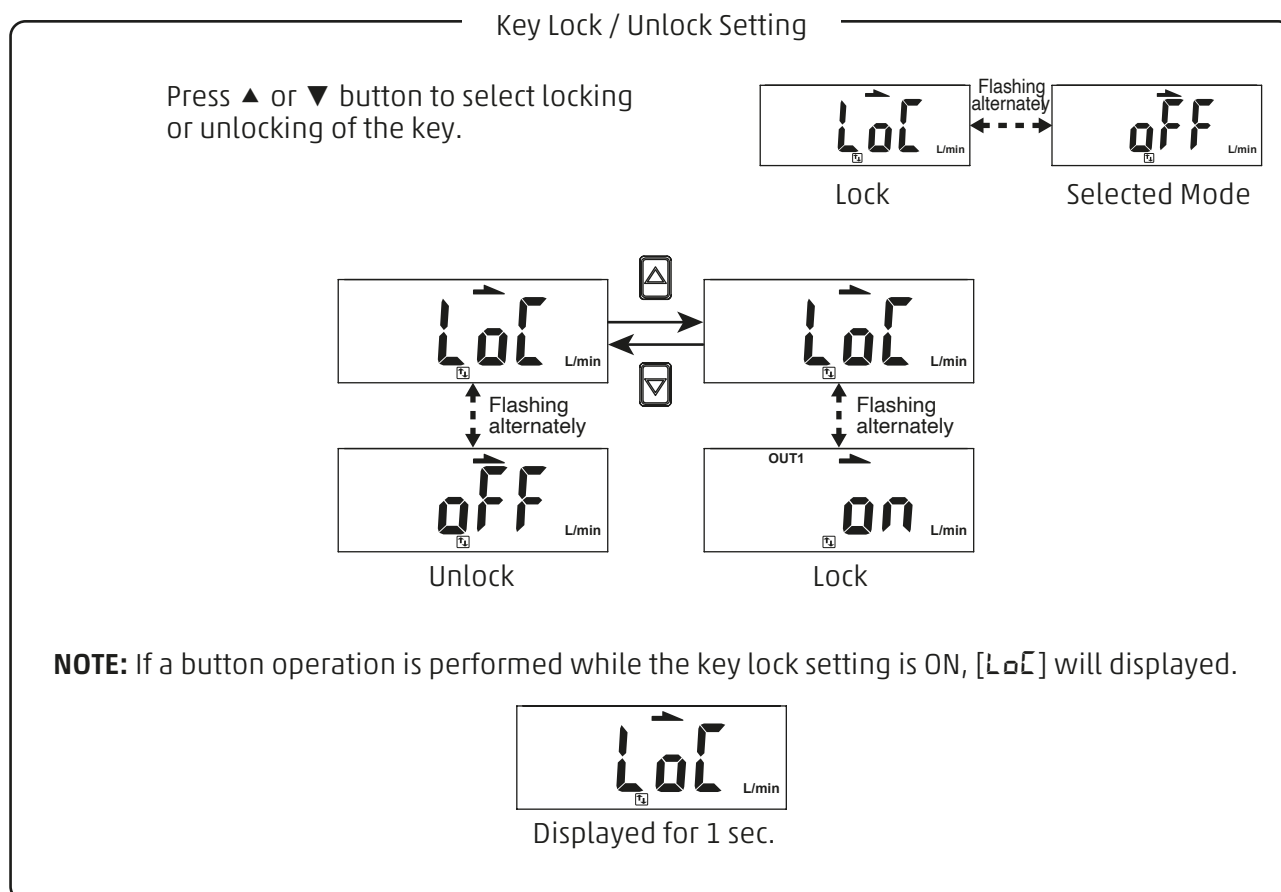 Key Lock / Unlock Setting
Press ▲ or ▼ button to select locking
or unlocking of the key.
Flashing
alternately
LoC
L/min
oFF
L/min
Lock
Selected Mode
LoC
L/min
LoC
L/min
Flashing
alternately
Flashing
alternately
oFF
L/min
OUT1
on
L/min
Unlock
Lock
NOTE: If a button operation is performed while the key lock setting is ON, [LoC] will displayed.
LoC
L/min
Displayed for 1 sec.